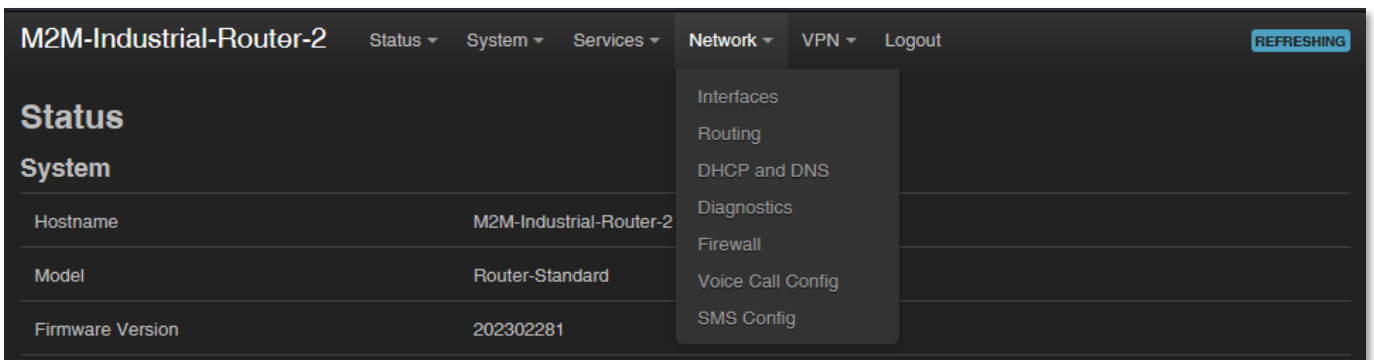 M2M-Industrial-Router-2 Status System Services Network VPN Logout REFRESHING
Interfaces
Status
Routing
System
DHCP and DNS
Diagnostics
Hostname M2M-Industrial-Router-2
Firewall
Model Router-Standard
Voice Call Config
SMS Config
Firmware Version 202302281